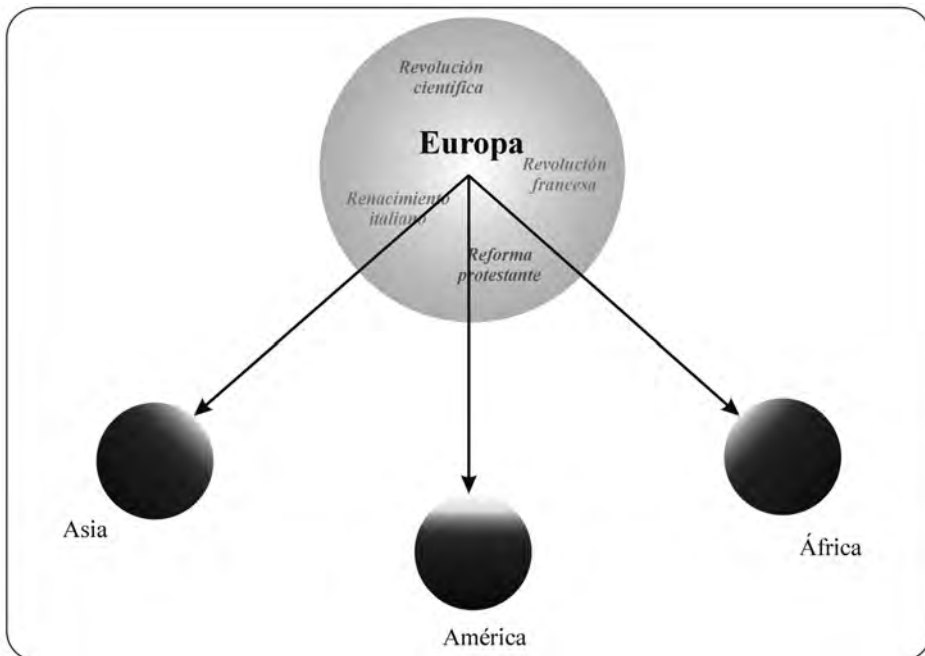 Revolución
científica
Europa
Revolución
francesa
Renacimiento
italiano
Reforma
protestante
Asia
África
América